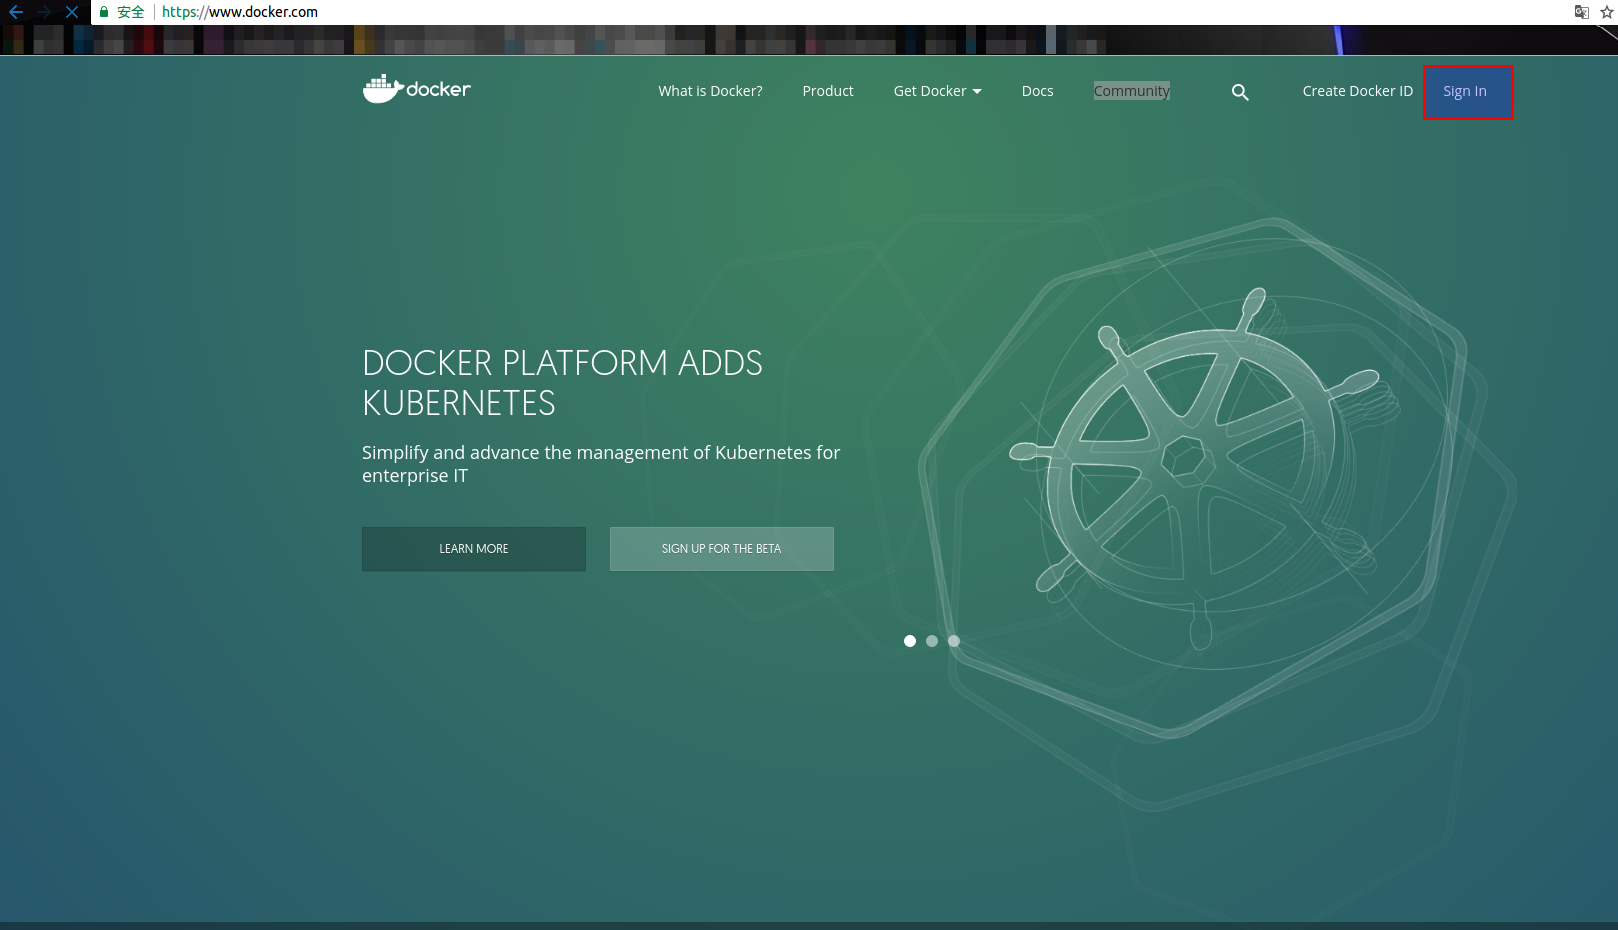 安全 https://www.docker.com
docker
What is Docker? Product Get Docker Docs Community Create Docker ID Sign In
DOCKER PLATFORM ADDS
KUBERNETES
Simplify and advance the management of Kubernetes for
enterprise IT
LEARN MORE SIGN UP FOR THE BETA